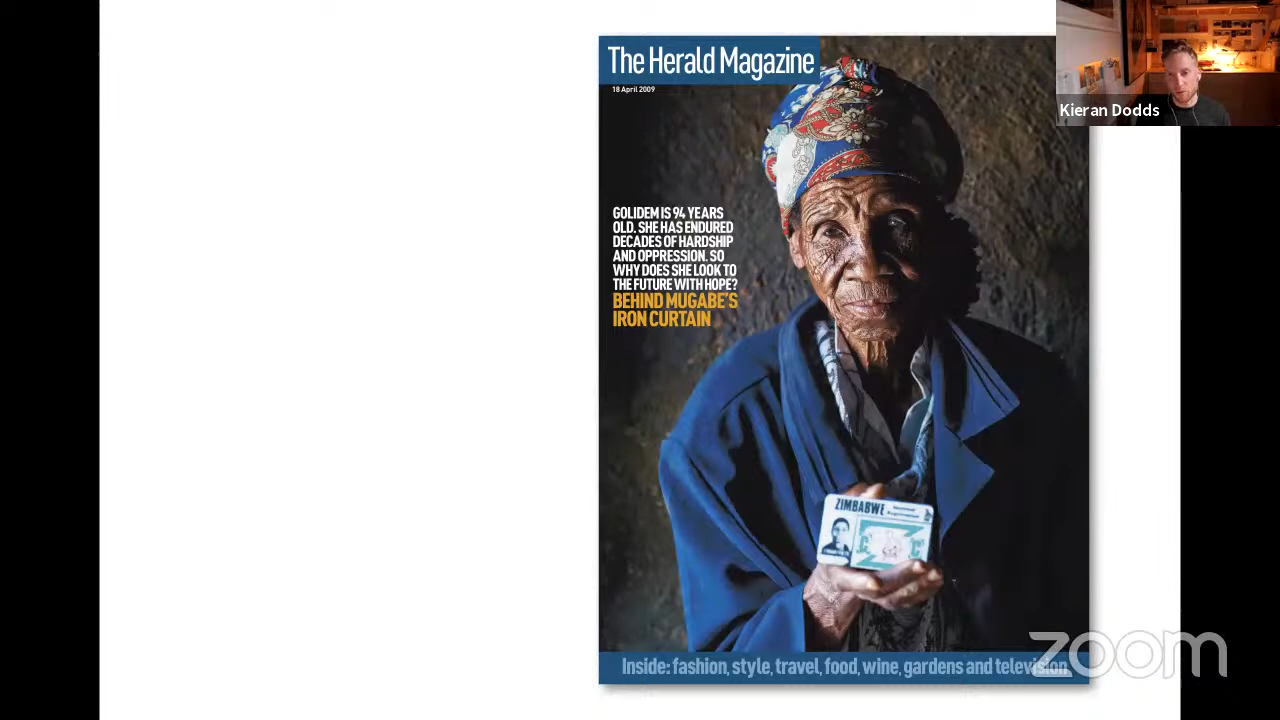 The Herald Magazine
18 April 2009
Kieran Dodds
GOLIDEM IS 94 YEARS
OLD. SHE HAS ENDURED
DECADES OF HARDSHIP
AND OPPRESSION. SO
WHY DOES SHE LOOK TO
THE FUTURE WITH HOPE?
BEHIND MUGABE'S
IRON CURTAIN
ZIMBABWE
Inside: fashion, style, travel, food, wine, gardens and television
zoom